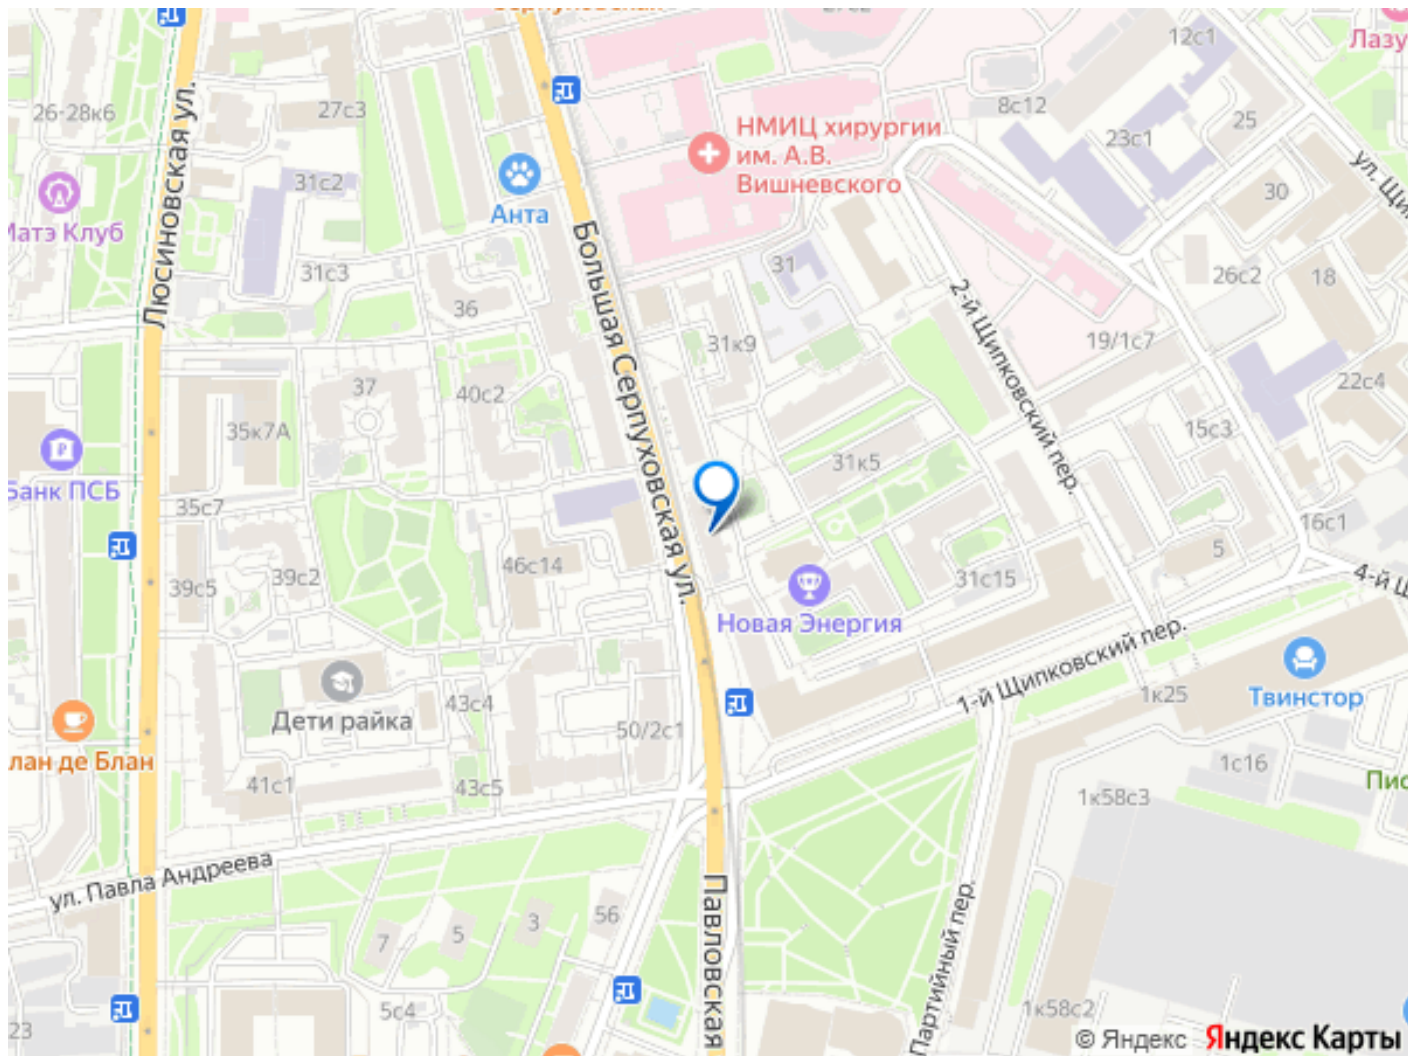 12с1
Лазу
26-28к6
27с3
8с12
25
НМИЦ хирургии
им. А.В.
Вишневского
23с1
Люсиновская ул.
31с2
Анта
30
ул. Щи
Матэ Клуб
31с3
Большая Серпуховская ул.
31
26с2
18
36
31к9
2-й Щипковский пер.
19/1с7
37
40с2
22с4
35к7А
15с3
31к5
Банк ПСБ
35с7
16с1
5
39с5
39с2
46с14
31с15
4-й Щ
Новая Энергия
1-й Щипковский пер.
1к25
Твинстор
43с4
Дети райка
50/2с1
лан де Блан
41с1
43с5
1с16
Пис
1к58с3
ул. Павла Андреева
Павловская
Партийный пер.
7
5
3
56
5с4
23
1к58с2
© Яндекс Яндекс Карты